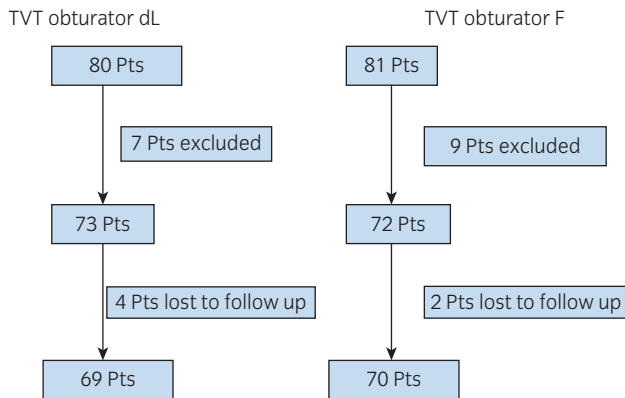 TVT obturator dL
80 Pts
7 Pts excluded
73 Pts
4 Pts lost to follow up
69 Pts
TVT obturator F
81 Pts
9 Pts excluded
72 Pts
2 Pts lost to follow up
70 Pts